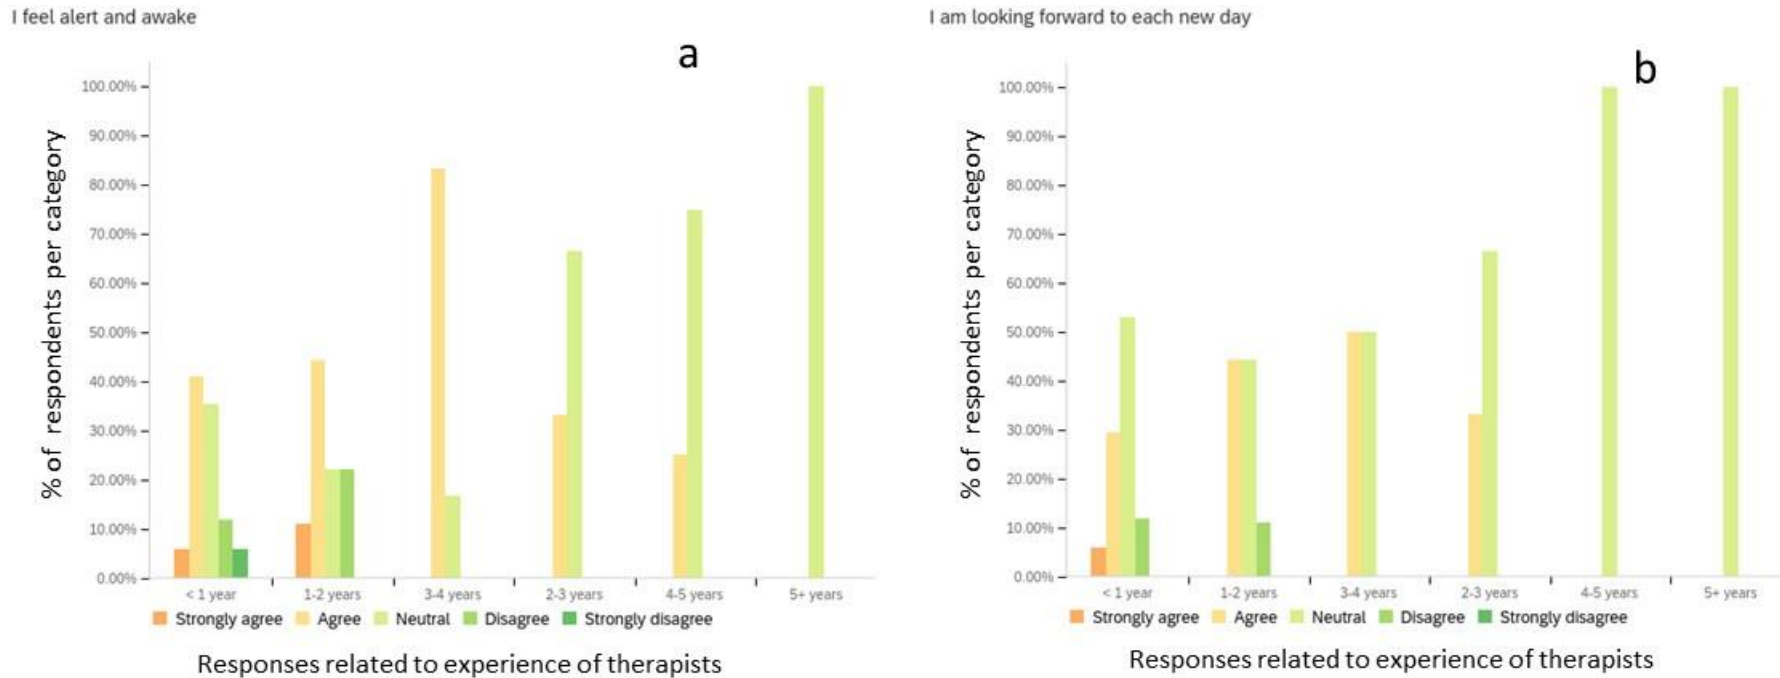 I feel alert and awake
a
% of respondents per category
100.00%
90.00%
80.00%
70.00%
60.00%
50.00%
40.00%
30.00%
20.00%
10.00%
0.00%
< 1 year 1-2 years 3-4 years 2-3 years 4-5 years 5+ years
Strongly agree Agree Neutral Disagree Strongly disagree
Responses related to experience of therapists
I am looking forward to each new day
b
% of respondents per category
100.00%
90.00%
80.00%
70.00%
60.00%
50.00%
40.00%
30.00%
20.00%
10.00%
0.00%
< 1 year 1-2 years 3-4 years 2-3 years 4-5 years 5+ years
Strongly agree Agree Neutral Disagree Strongly disagree
Responses related to experience of therapists